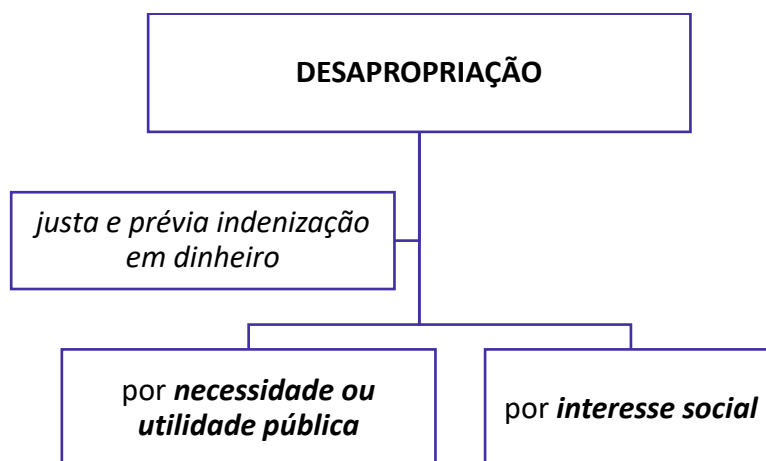 DESAPROPRIAÇÃO
justa e prévia indenização
em dinheiro
por necessidade ou
utilidade pública
por interesse social